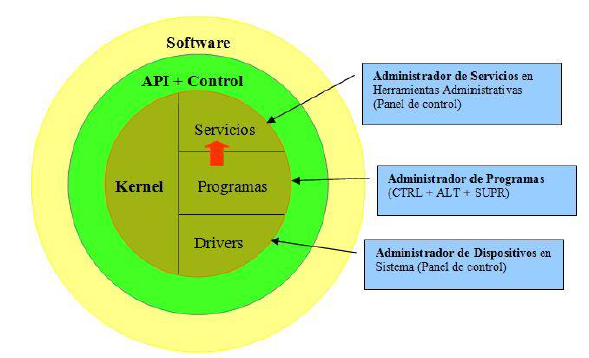 Software
API + Control
Servicios
Kernel
Programas
Drivers
Administrador de Servicios en
Herramientas Administrativas
(Panel de control)
Administrador de Programas
(CTRL + ALT + SUPR)
Administrador de Dispositivos en
Sistema (Panel de control)